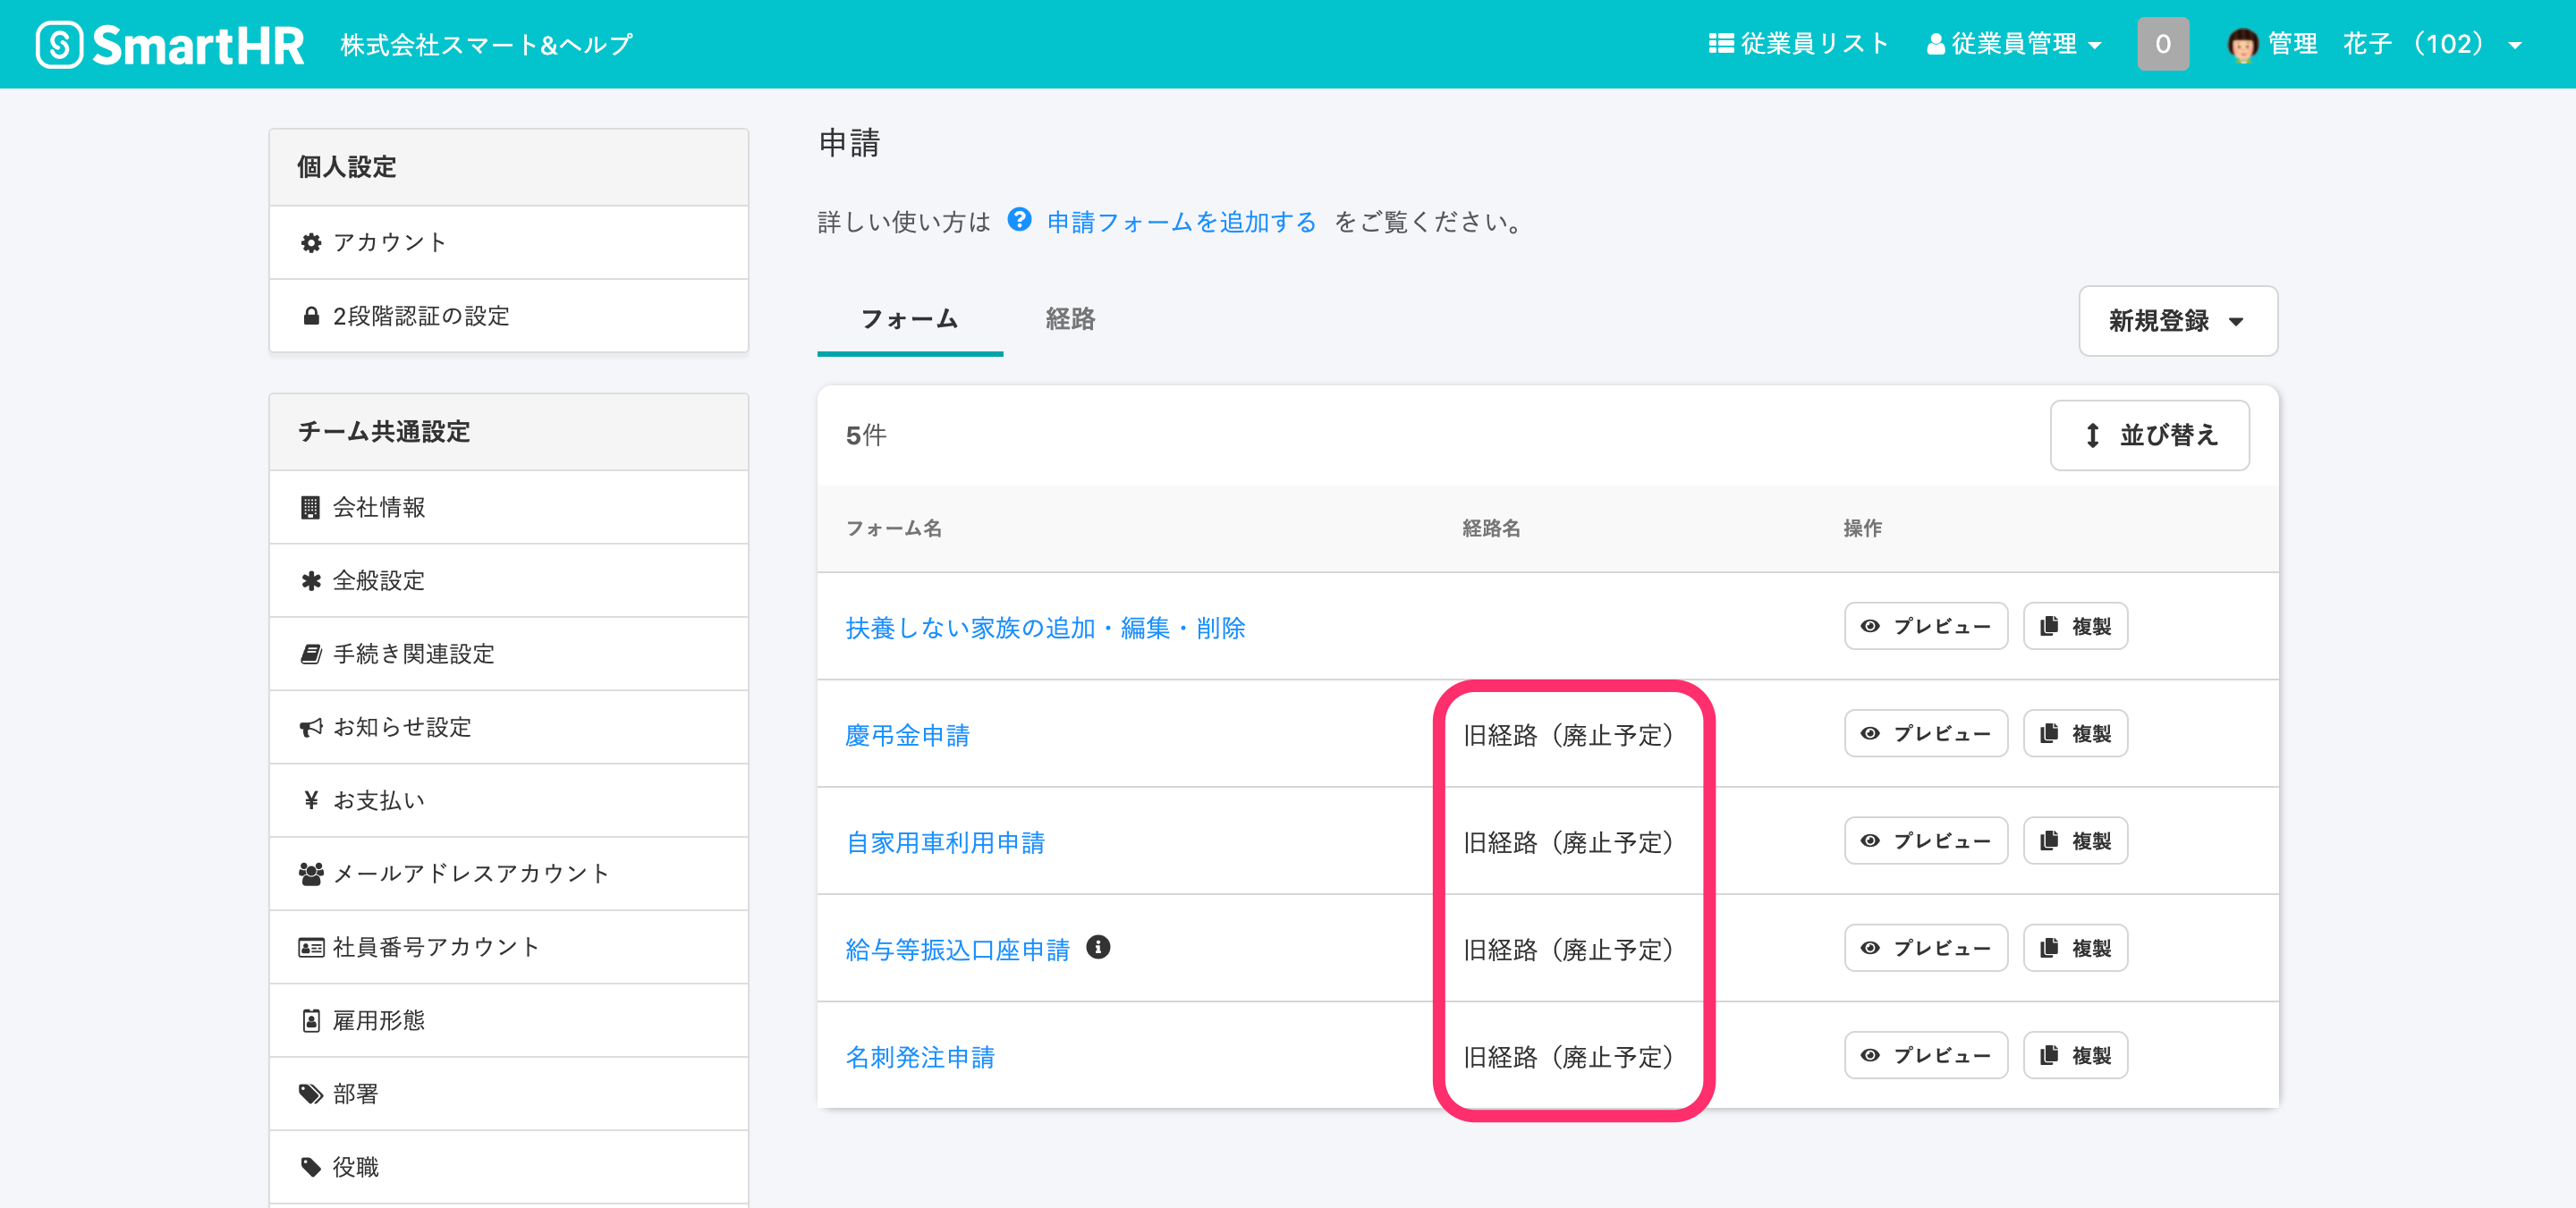 SmartHR 株式会社スマート&ヘルプ 従業員リスト 従業員管理 0 管理 花子 (102)
個人設定
アカウント
2段階認証の設定
チーム共通設定
会社情報
全般設定
手続き関連設定
お知らせ設定
¥ お支払い
メールアドレスアカウント
社員番号アカウント
雇用形態
部署
役職
申請
詳しい使い方は 申請フォームを追加する をご覧ください。
フォーム 経路 新規登録
5件 並び替え
フォーム名 経路名 操作
扶養しない家族の追加・編集・削除 プレビュー 複製
慶弔金申請 旧経路（廃止予定） プレビュー 複製
自家用車利用申請 旧経路（廃止予定） プレビュー 複製
給与等振込口座申請 旧経路（廃止予定） プレビュー 複製
名刺発注申請 旧経路（廃止予定） プレビュー 複製